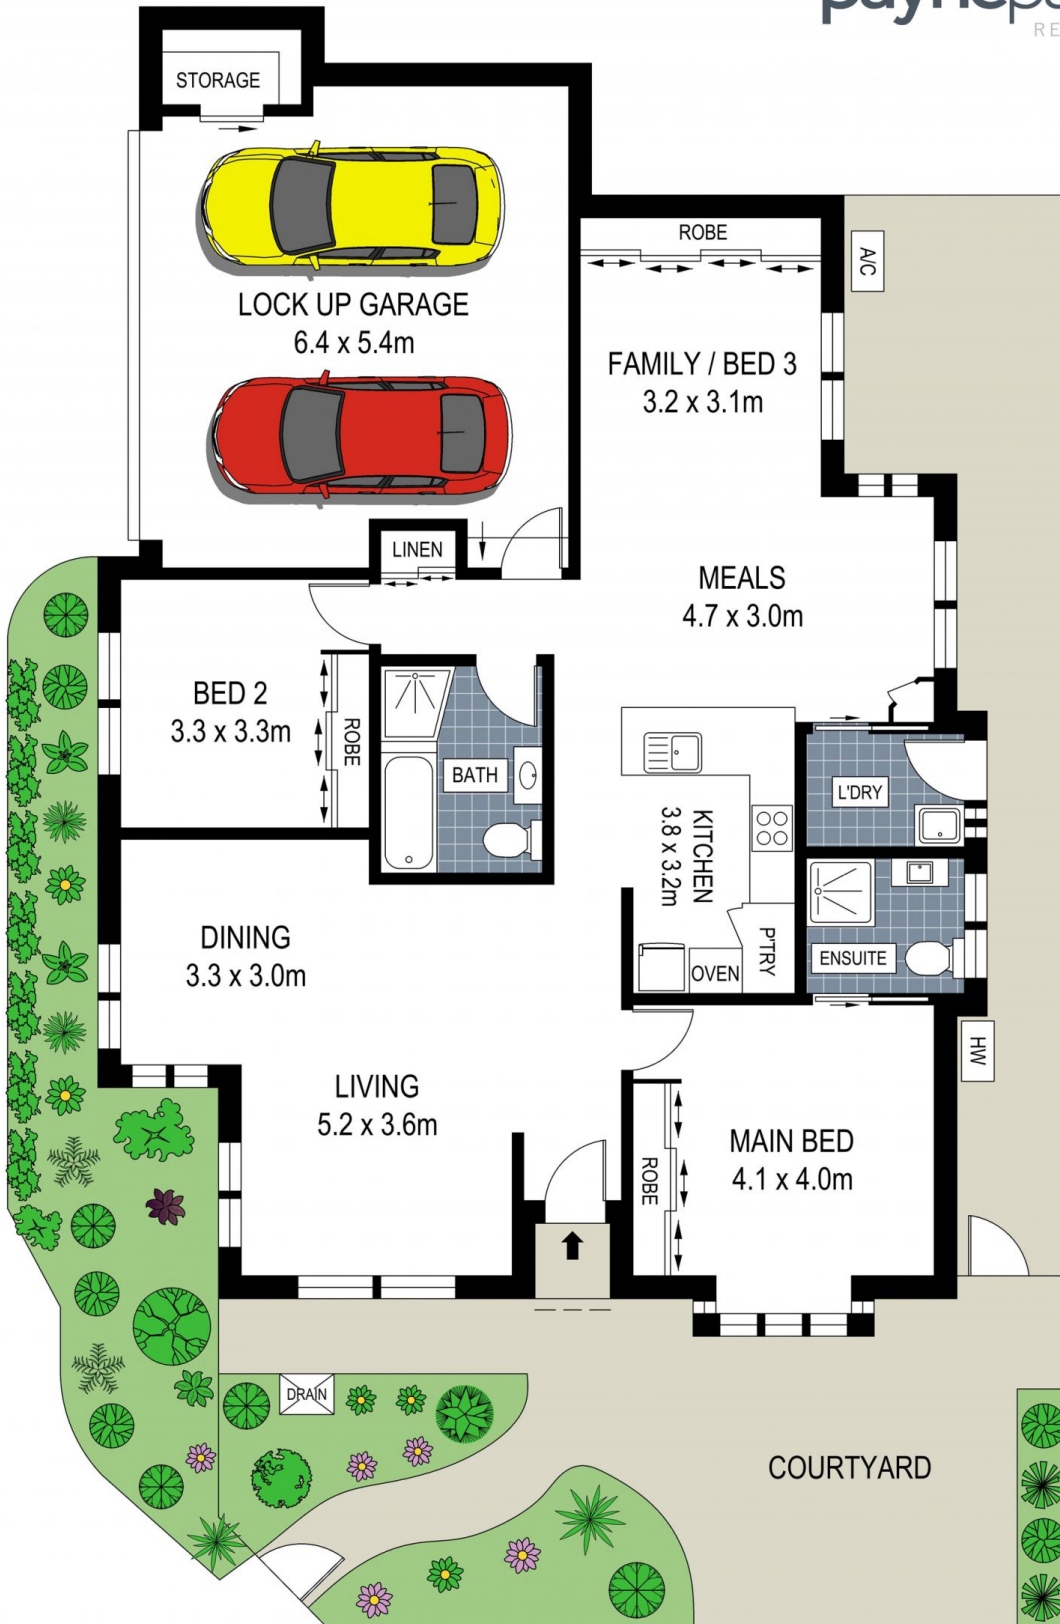 STORAGE
LOCK UP GARAGE
6.4 x 5.4m
ROBE
A/C
FAMILY / BED 3
3.2 x 3.1m
LINEN
MEALS
4.7 x 3.0m
BED 2
3.3 x 3.3m
ROBE
BATH
KITCHEN
3.8 x 3.2m
L'DRY
P'TRY
OVEN
ENSUITE
DINING
3.3 x 3.0m
HW
LIVING
5.2 x 3.6m
ROBE
MAIN BED
4.1 x 4.0m
DRAIN
COURTYARD